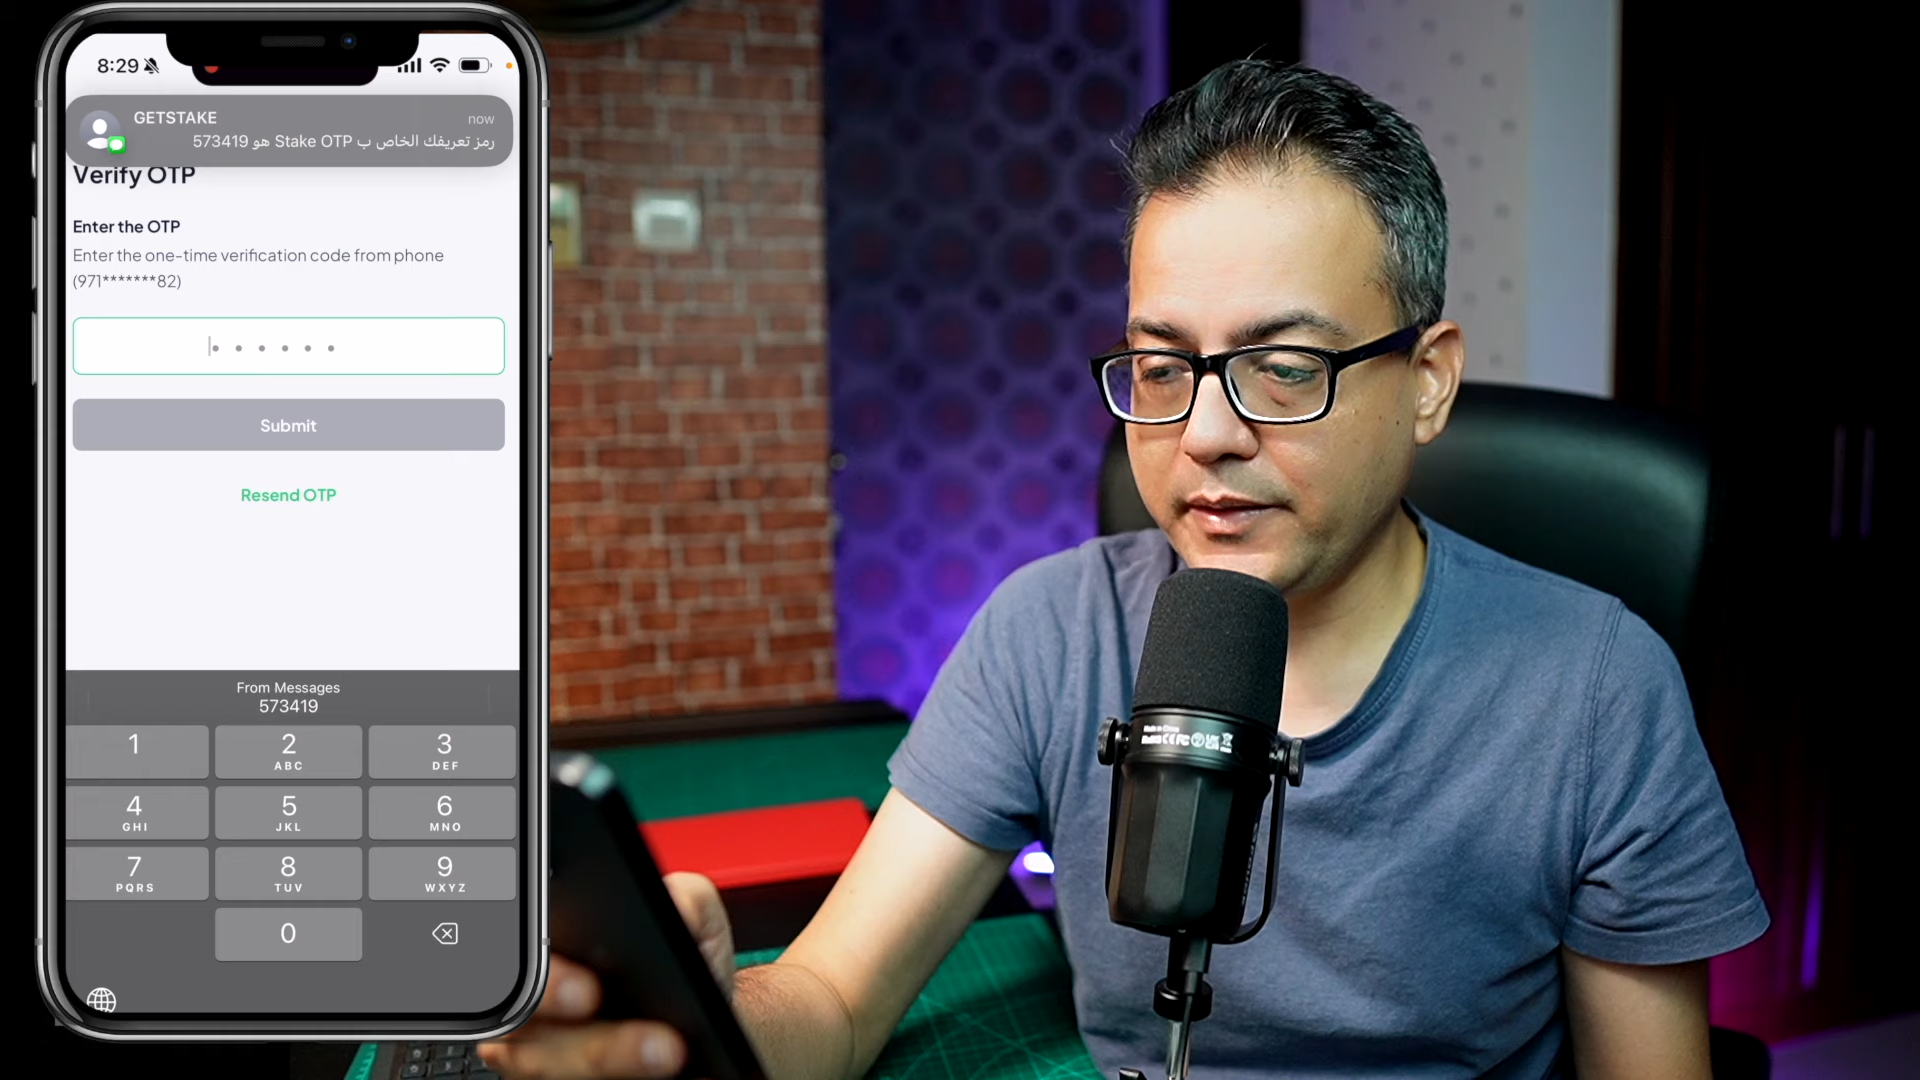 8:29
GETSTAKE
now
رمز تعريفك الخاص ب Stake OTP هو 573419
Verify OTP
Enter the OTP
Enter the one-time verification code from phone
(971*******82)
Submit
Resend OTP
From Messages
573419
1
2
ABC
3
DEF
4
GHI
5
JKL
6
MNO
7
PQRS
8
TUV
9
WXYZ
0